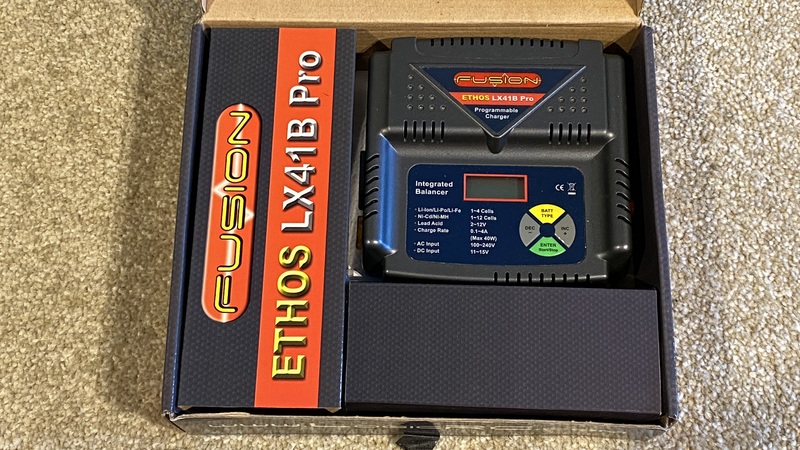 FUSION
ETHOS LX41B Pro
FUSION
ETHOS LX41B Pro
Programmable
Charger
Integrated
Balancer
· Li-Ion/Li-Po/Li-Fe 1~4 Cells
· Ni-Cd/Ni-MH 1~12 Cells
· Lead Acid 2~12V
· Charge Rate 0.1~4A
(Max 40W)
· AC Input 100~240V
· DC Input 11~15V
CE
BATT
TYPE
DEC
–
INC
+
ENTER
Start/Stop